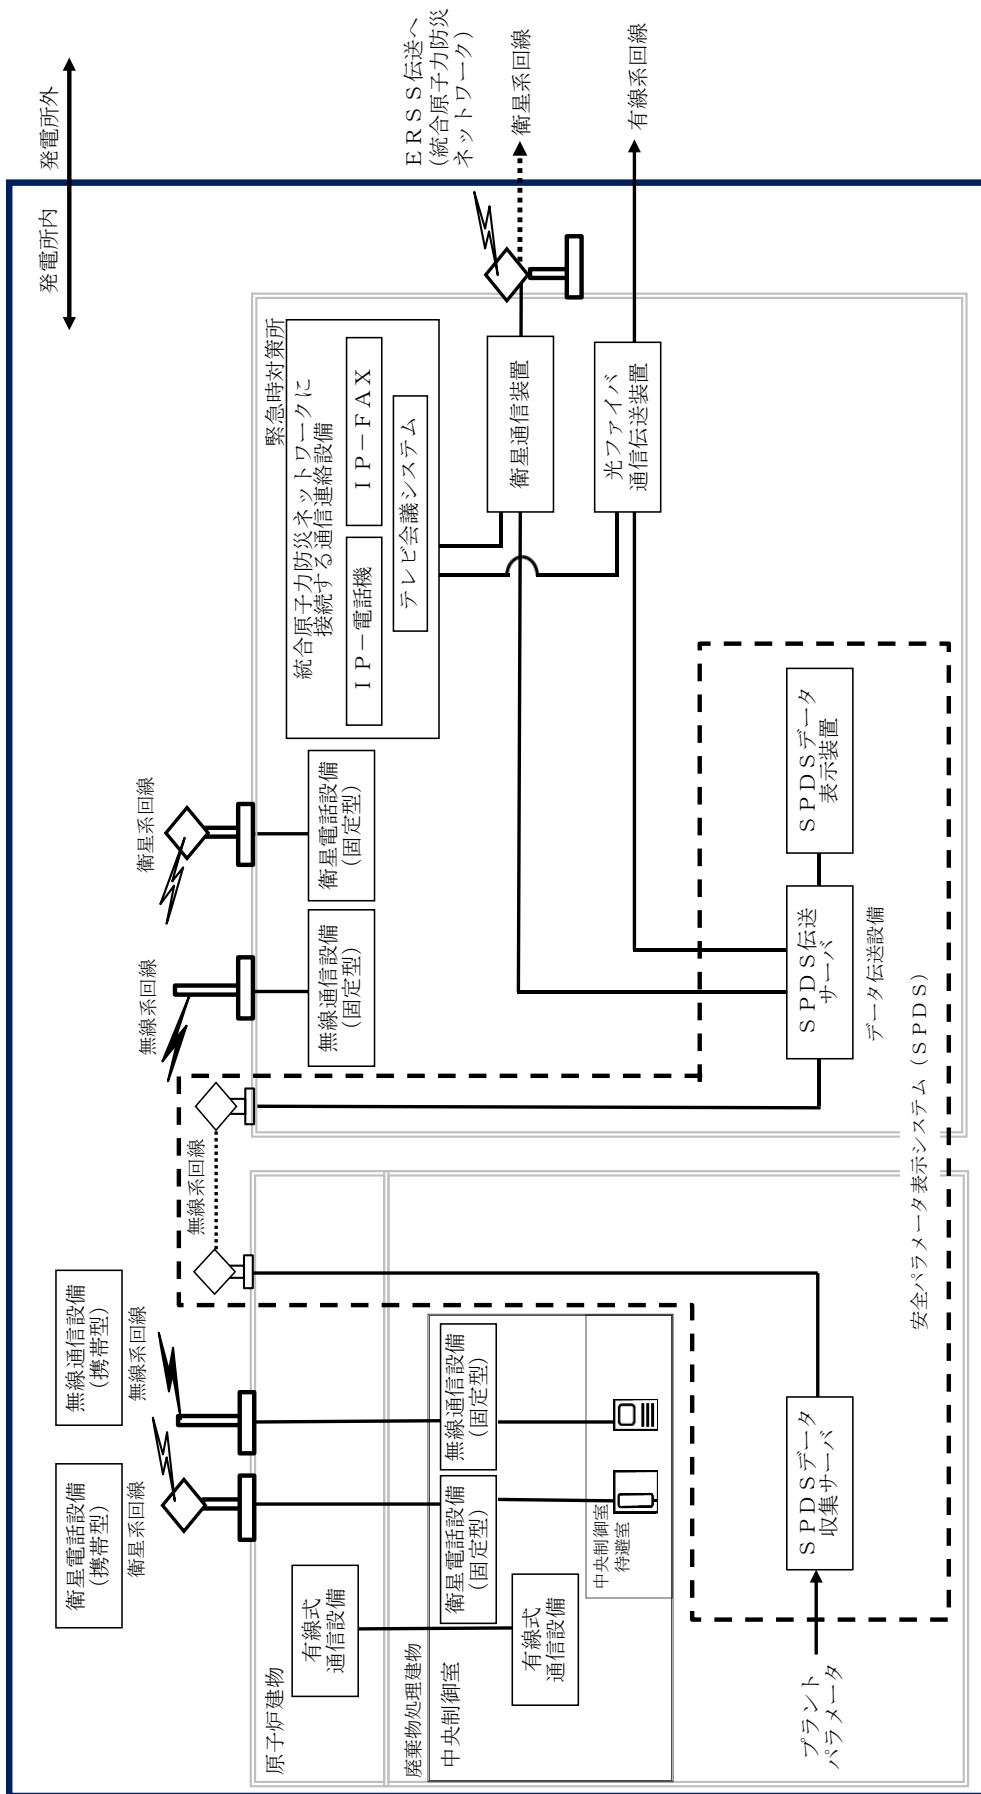 発電所内
発電所外
ＥＲＳＳ伝送へ
(統合原子力防災
ネットワーク)
衛星系回線
有線系回線
緊急時対策所
統合原子力防災ネットワークに
接続する通信連絡設備
ＩＰ－電話機
ＩＰ－ＦＡＸ
テレビ会議システム
衛星通信装置
光ファイバ
通信伝送装置
衛星系回線
衛星電話設備
(固定型)
無線系回線
無線通信設備
(固定型)
ＳＰＤＳデータ
表示装置
ＳＰＤＳ伝送
サーバ
データ伝送設備
安全パラメータ表示システム（ＳＰＤＳ）
無線系回線
無線通信設備
(携帯型)
無線系回線
衛星電話設備
(携帯型)
衛星系回線
原子炉建物
有線式
通信設備
廃棄物処理建物
中央制御室
無線通信設備
(固定型)
衛星電話設備
(固定型)
有線式
通信設備
中央制御室
待避室
ＳＰＤＳデータ
収集サーバ
プラント
パラメータ